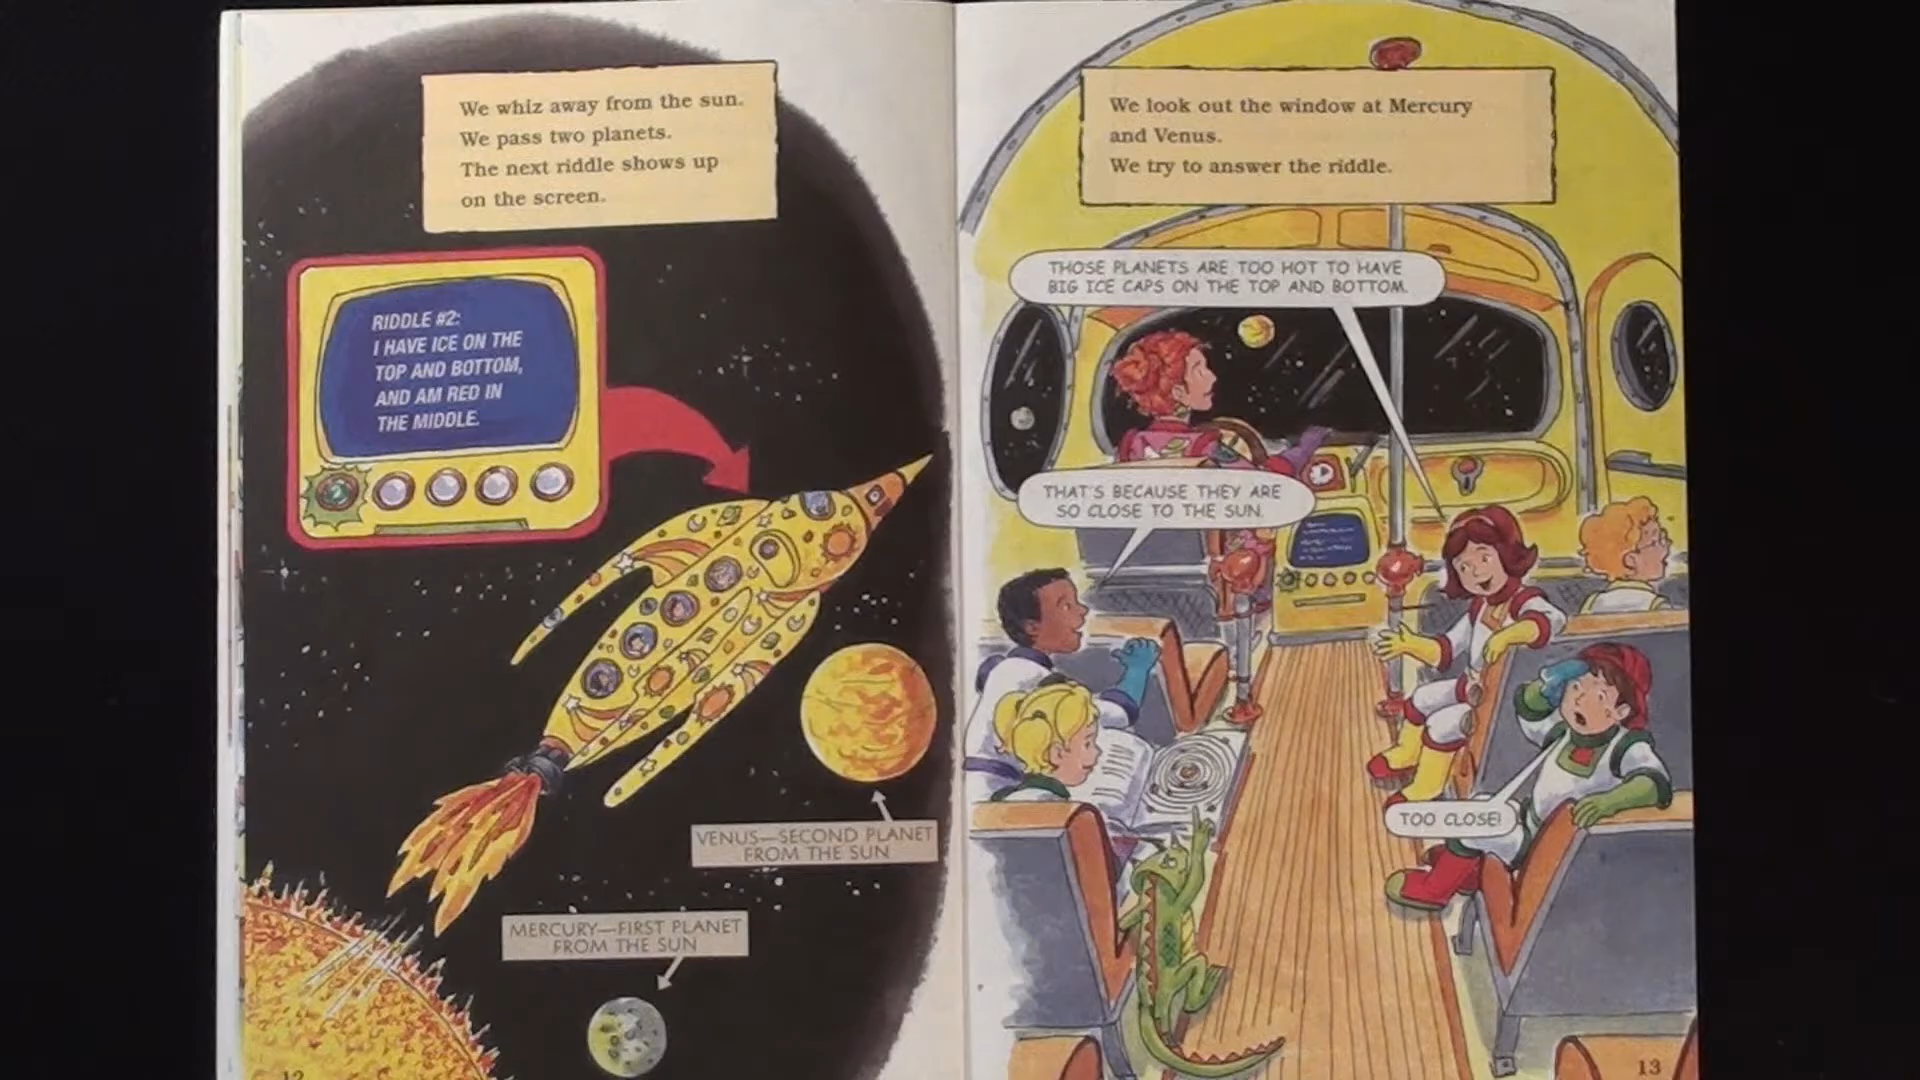 We whiz away from the sun.
We pass two planets.
The next riddle shows up
on the screen.
RIDDLE #2:
I HAVE ICE ON THE
TOP AND BOTTOM,
AND AM RED IN
THE MIDDLE.
VENUS—SECOND PLANET
FROM THE SUN
MERCURY—FIRST PLANET
FROM THE SUN
12
We look out the window at Mercury
and Venus.
We try to answer the riddle.
THOSE PLANETS ARE TOO HOT TO HAVE
BIG ICE CAPS ON THE TOP AND BOTTOM.
THAT'S BECAUSE THEY ARE
SO CLOSE TO THE SUN.
TOO CLOSE!
13